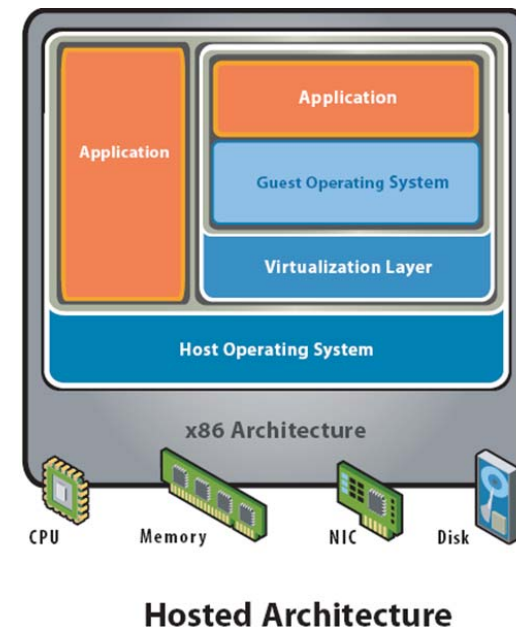 Application
Application
Guest Operating System
Virtualization Layer
Host Operating System
x86 Architecture
CPU
Memory
NIC
Disk
Hosted Architecture